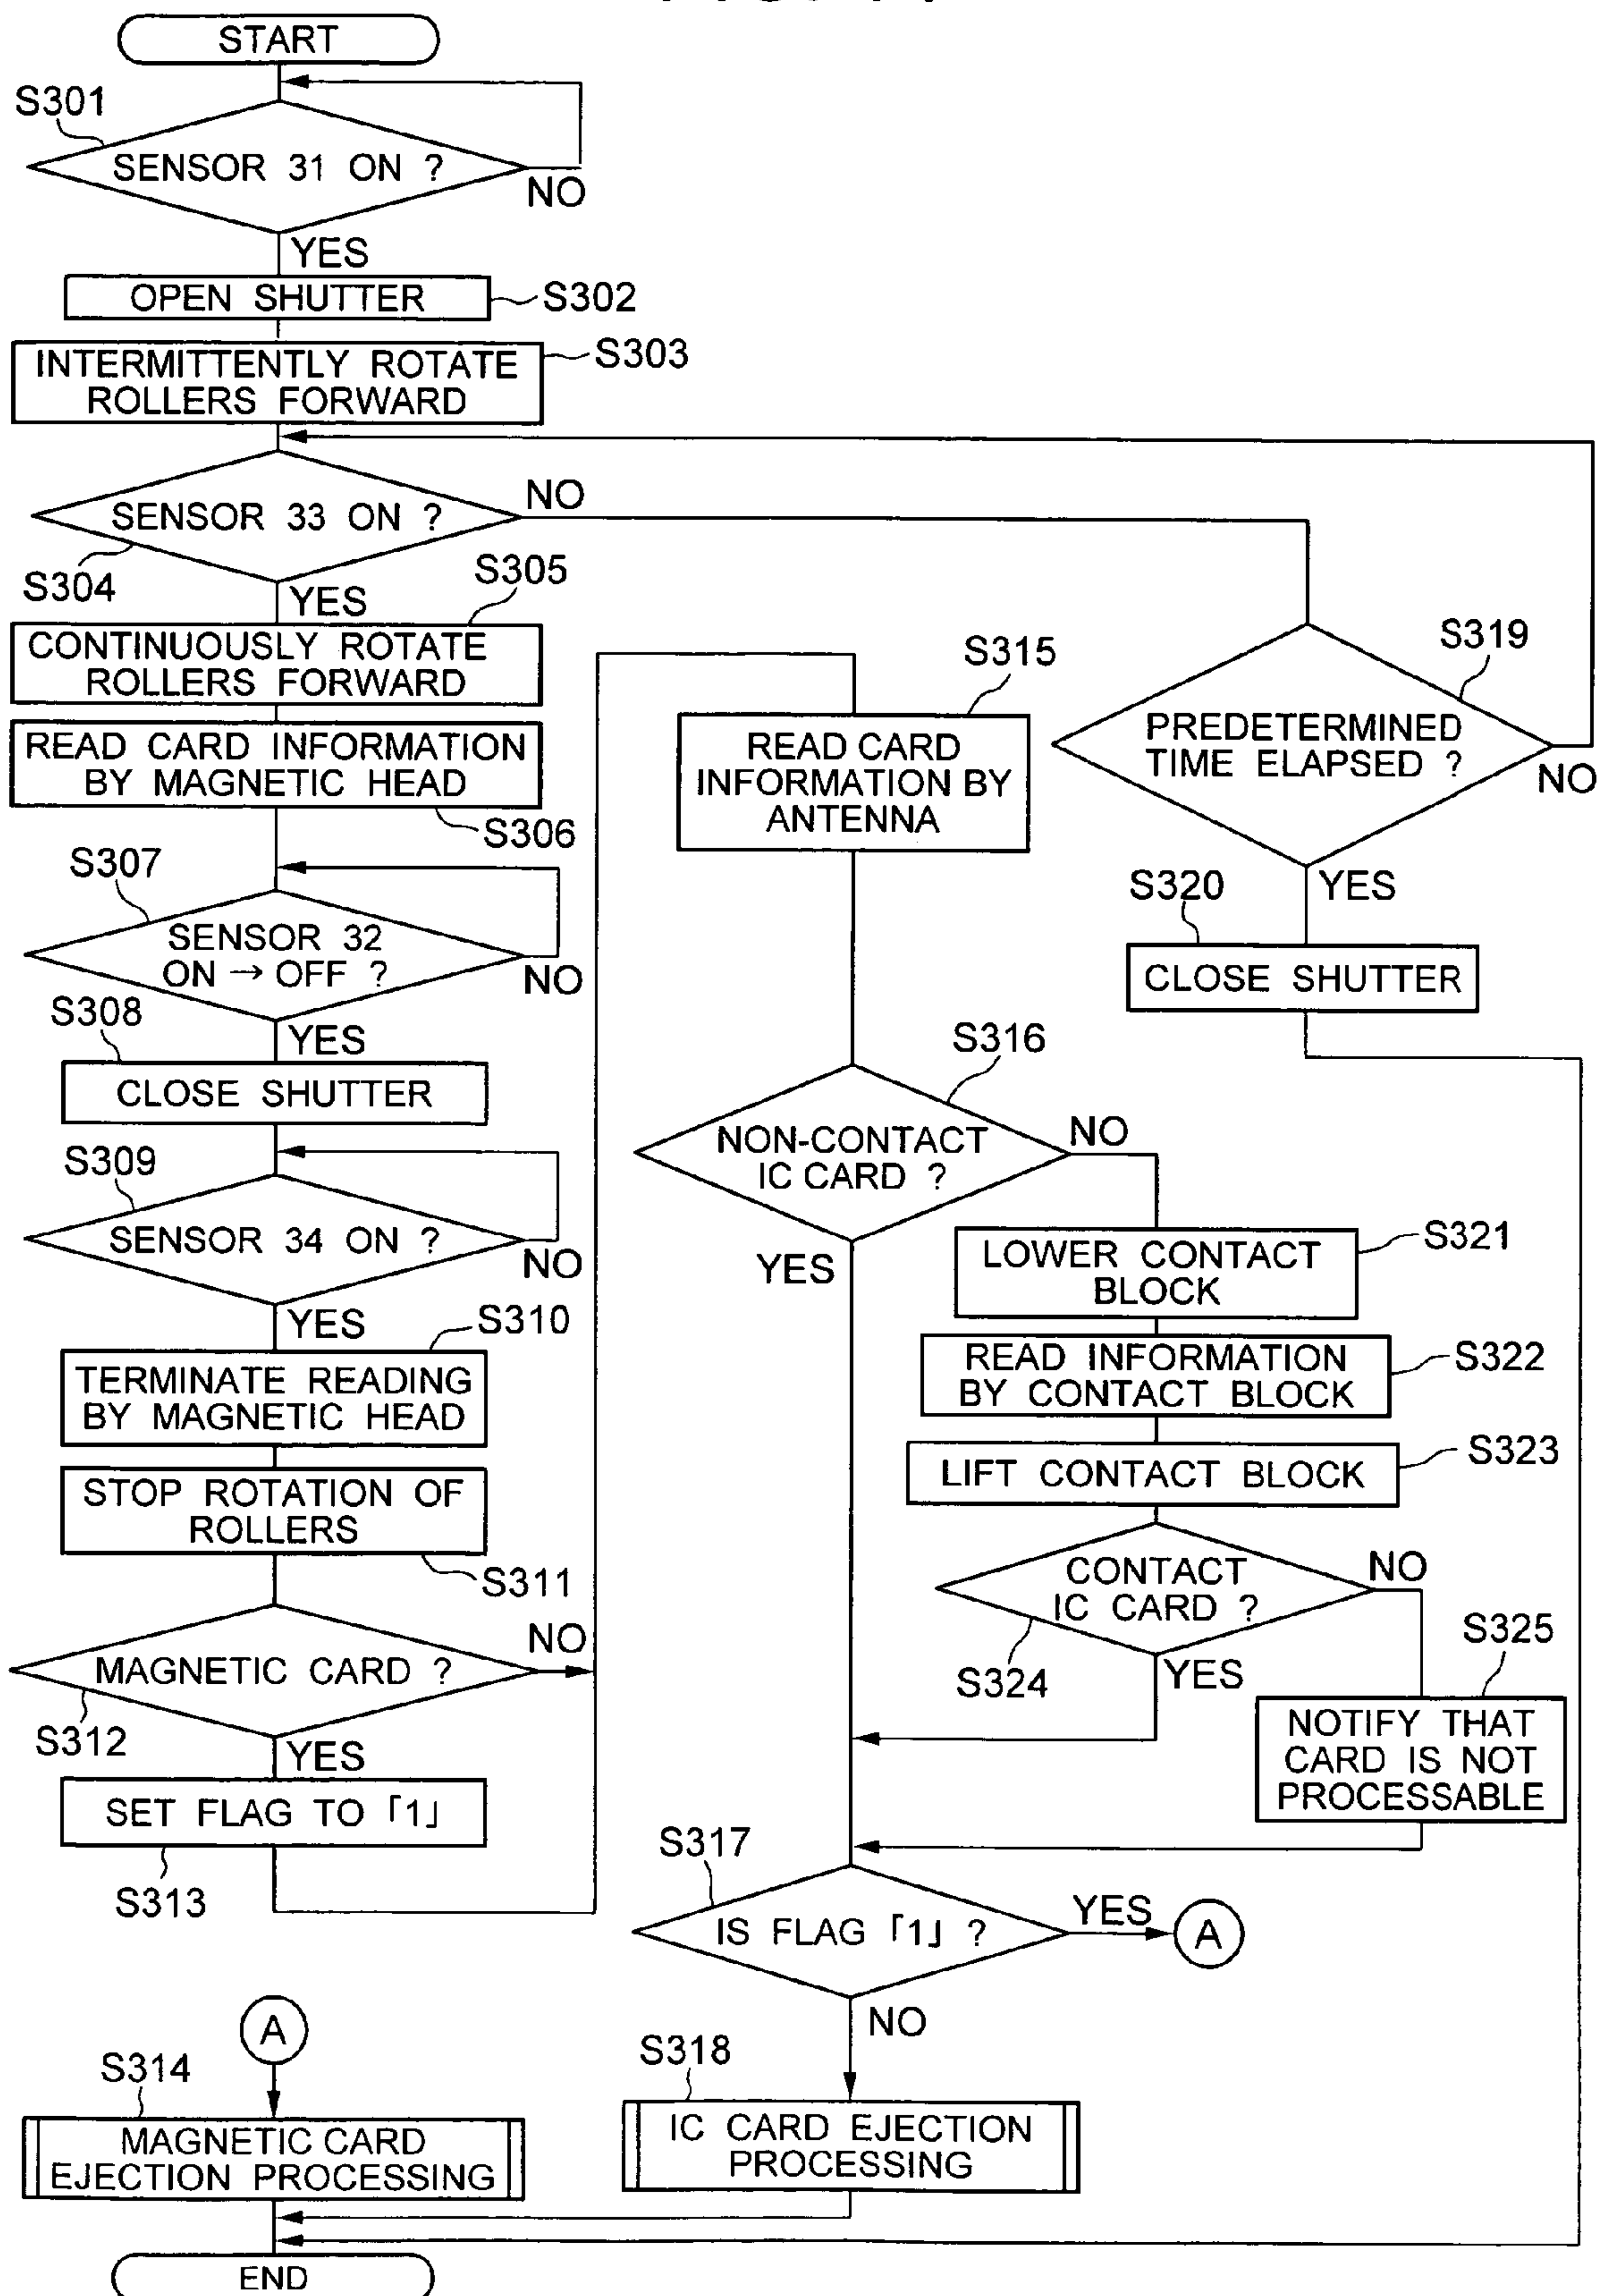 START
S301
SENSOR 31 ON ?
NO
YES
OPEN SHUTTER
S302
INTERMITTENTLY ROTATE
ROLLERS FORWARD
S303
SENSOR 33 ON ?
NO
S304
YES
S305
CONTINUOUSLY ROTATE
ROLLERS FORWARD
READ CARD INFORMATION
BY MAGNETIC HEAD
S306
S307
SENSOR 32
ON → OFF ?
NO
YES
S308
CLOSE SHUTTER
S309
SENSOR 34 ON ?
NO
YES
S310
TERMINATE READING
BY MAGNETIC HEAD
STOP ROTATION OF
ROLLERS
S311
MAGNETIC CARD ?
NO
S312
YES
SET FLAG TO 「1」
S313
S315
READ CARD
INFORMATION BY
ANTENNA
S316
NON-CONTACT
IC CARD ?
NO
YES
S319
PREDETERMINED
TIME ELAPSED ?
NO
YES
S320
CLOSE SHUTTER
LOWER CONTACT
BLOCK
S321
READ INFORMATION
BY CONTACT BLOCK
S322
LIFT CONTACT BLOCK
S323
CONTACT
IC CARD ?
NO
S324
YES
S325
NOTIFY THAT
CARD IS NOT
PROCESSABLE
S317
IS FLAG 「1」 ?
YES
A
NO
S318
IC CARD EJECTION
PROCESSING
A
S314
MAGNETIC CARD
EJECTION PROCESSING
END